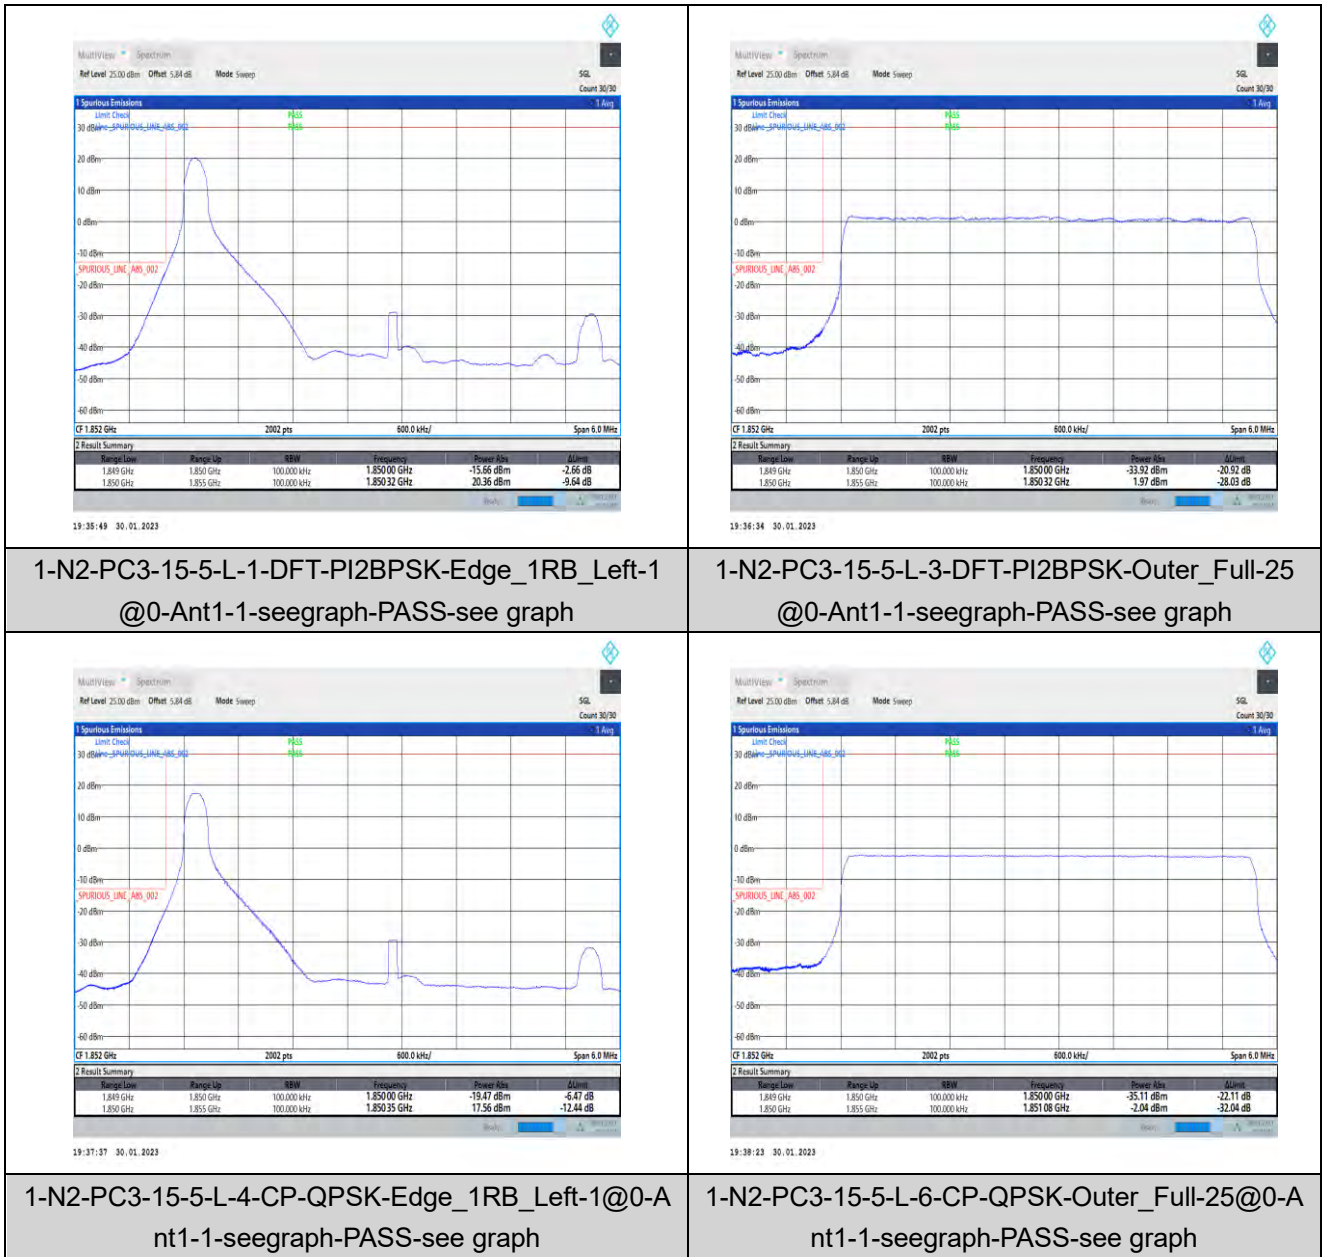 MultiView Spectrum
Ref Level 25.00 dBm Offset 5.84 dB Mode Sweep SGL
Count 30/30
1 Spurious Emissions 1 Avg
Limit Check PASS
30 dBm Line _SPURIOUS_LINE_ABS_002 PASS
20 dBm
10 dBm
0 dBm
-10 dBm
_SPURIOUS_LINE_ABS_002
-20 dBm
-30 dBm
-40 dBm
-50 dBm
-60 dBm
CF 1.852 GHz 2002 pts 600.0 kHz/ Span 6.0 MHz
2 Result Summary
Range Low Range Up RBW Frequency Power Abs ΔLimit
1.849 GHz 1.850 GHz 100.000 kHz 1.85000 GHz -15.66 dBm -2.66 dB
1.850 GHz 1.855 GHz 100.000 kHz 1.85032 GHz 20.36 dBm -9.64 dB
19:35:49 30.01.2023
1-N2-PC3-15-5-L-1-DFT-PI2BPSK-Edge_1RB_Left-1
@0-Ant1-1-seegraph-PASS-see graph
MultiView Spectrum
Ref Level 25.00 dBm Offset 5.84 dB Mode Sweep SGL
Count 30/30
1 Spurious Emissions 1 Avg
Limit Check PASS
30 dBm Line _SPURIOUS_LINE_ABS_002 PASS
20 dBm
10 dBm
0 dBm
-10 dBm
_SPURIOUS_LINE_ABS_002
-20 dBm
-30 dBm
-40 dBm
-50 dBm
-60 dBm
CF 1.852 GHz 2002 pts 600.0 kHz/ Span 6.0 MHz
2 Result Summary
Range Low Range Up RBW Frequency Power Abs ΔLimit
1.849 GHz 1.850 GHz 100.000 kHz 1.85000 GHz -33.92 dBm -20.92 dB
1.850 GHz 1.855 GHz 100.000 kHz 1.85032 GHz 1.97 dBm -28.03 dB
19:36:34 30.01.2023
1-N2-PC3-15-5-L-3-DFT-PI2BPSK-Outer_Full-25
@0-Ant1-1-seegraph-PASS-see graph
MultiView Spectrum
Ref Level 25.00 dBm Offset 5.84 dB Mode Sweep SGL
Count 30/30
1 Spurious Emissions 1 Avg
Limit Check PASS
30 dBm Line _SPURIOUS_LINE_ABS_002 PASS
20 dBm
10 dBm
0 dBm
-10 dBm
_SPURIOUS_LINE_ABS_002
-20 dBm
-30 dBm
-40 dBm
-50 dBm
-60 dBm
CF 1.852 GHz 2002 pts 600.0 kHz/ Span 6.0 MHz
2 Result Summary
Range Low Range Up RBW Frequency Power Abs ΔLimit
1.849 GHz 1.850 GHz 100.000 kHz 1.85000 GHz -19.47 dBm -6.47 dB
1.850 GHz 1.855 GHz 100.000 kHz 1.85035 GHz 17.56 dBm -12.44 dB
19:37:37 30.01.2023
1-N2-PC3-15-5-L-4-CP-QPSK-Edge_1RB_Left-1@0-A
nt1-1-seegraph-PASS-see graph
MultiView Spectrum
Ref Level 25.00 dBm Offset 5.84 dB Mode Sweep SGL
Count 30/30
1 Spurious Emissions 1 Avg
Limit Check PASS
30 dBm Line _SPURIOUS_LINE_ABS_002 PASS
20 dBm
10 dBm
0 dBm
-10 dBm
_SPURIOUS_LINE_ABS_002
-20 dBm
-30 dBm
-40 dBm
-50 dBm
-60 dBm
CF 1.852 GHz 2002 pts 600.0 kHz/ Span 6.0 MHz
2 Result Summary
Range Low Range Up RBW Frequency Power Abs ΔLimit
1.849 GHz 1.850 GHz 100.000 kHz 1.85000 GHz -35.11 dBm -22.11 dB
1.850 GHz 1.855 GHz 100.000 kHz 1.85108 GHz -2.04 dBm -32.04 dB
19:38:23 30.01.2023
1-N2-PC3-15-5-L-6-CP-QPSK-Outer_Full-25@0-A
nt1-1-seegraph-PASS-see graph